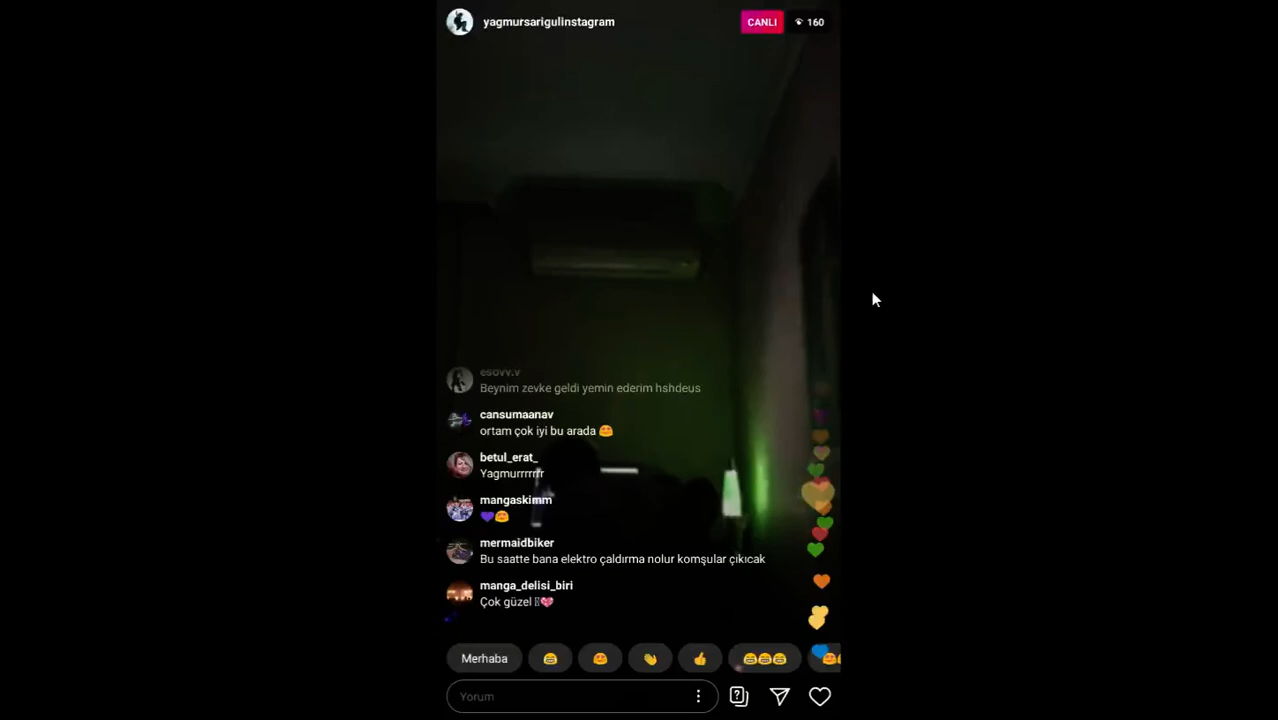 yagmursarigulinstagram
CANLI
160
esovv.v
Beynim zevke geldi yemin ederim hshdeus
cansumaanav
ortam çok iyi bu arada 🥰
betul_erat_
Yagmurrrrrr
mangaskimm
💜🥰
mermaidbiker
Bu saatte bana elektro çaldırma nolur komşular çıkıcak
manga_delisi_biri
Çok güzel 💖
Merhaba
Yorum